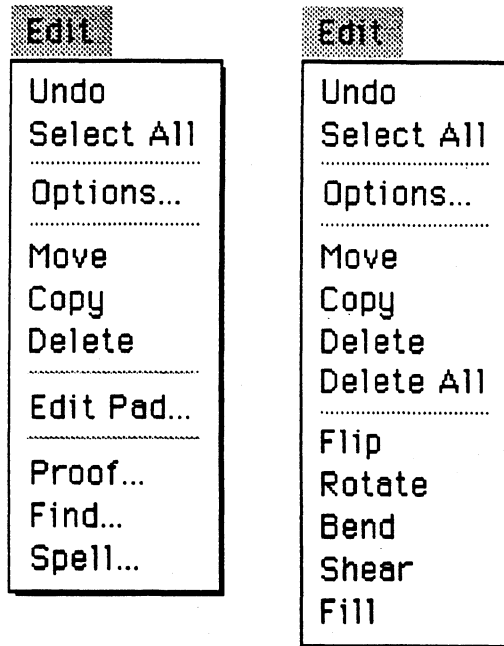 Edit
Undo
Select All
Options...
Move
Copy
Delete
Edit Pad...
Proof...
Find...
Spell...
Edit
Undo
Select All
Options...
Move
Copy
Delete
Delete All
Flip
Rotate
Bend
Shear
Fill